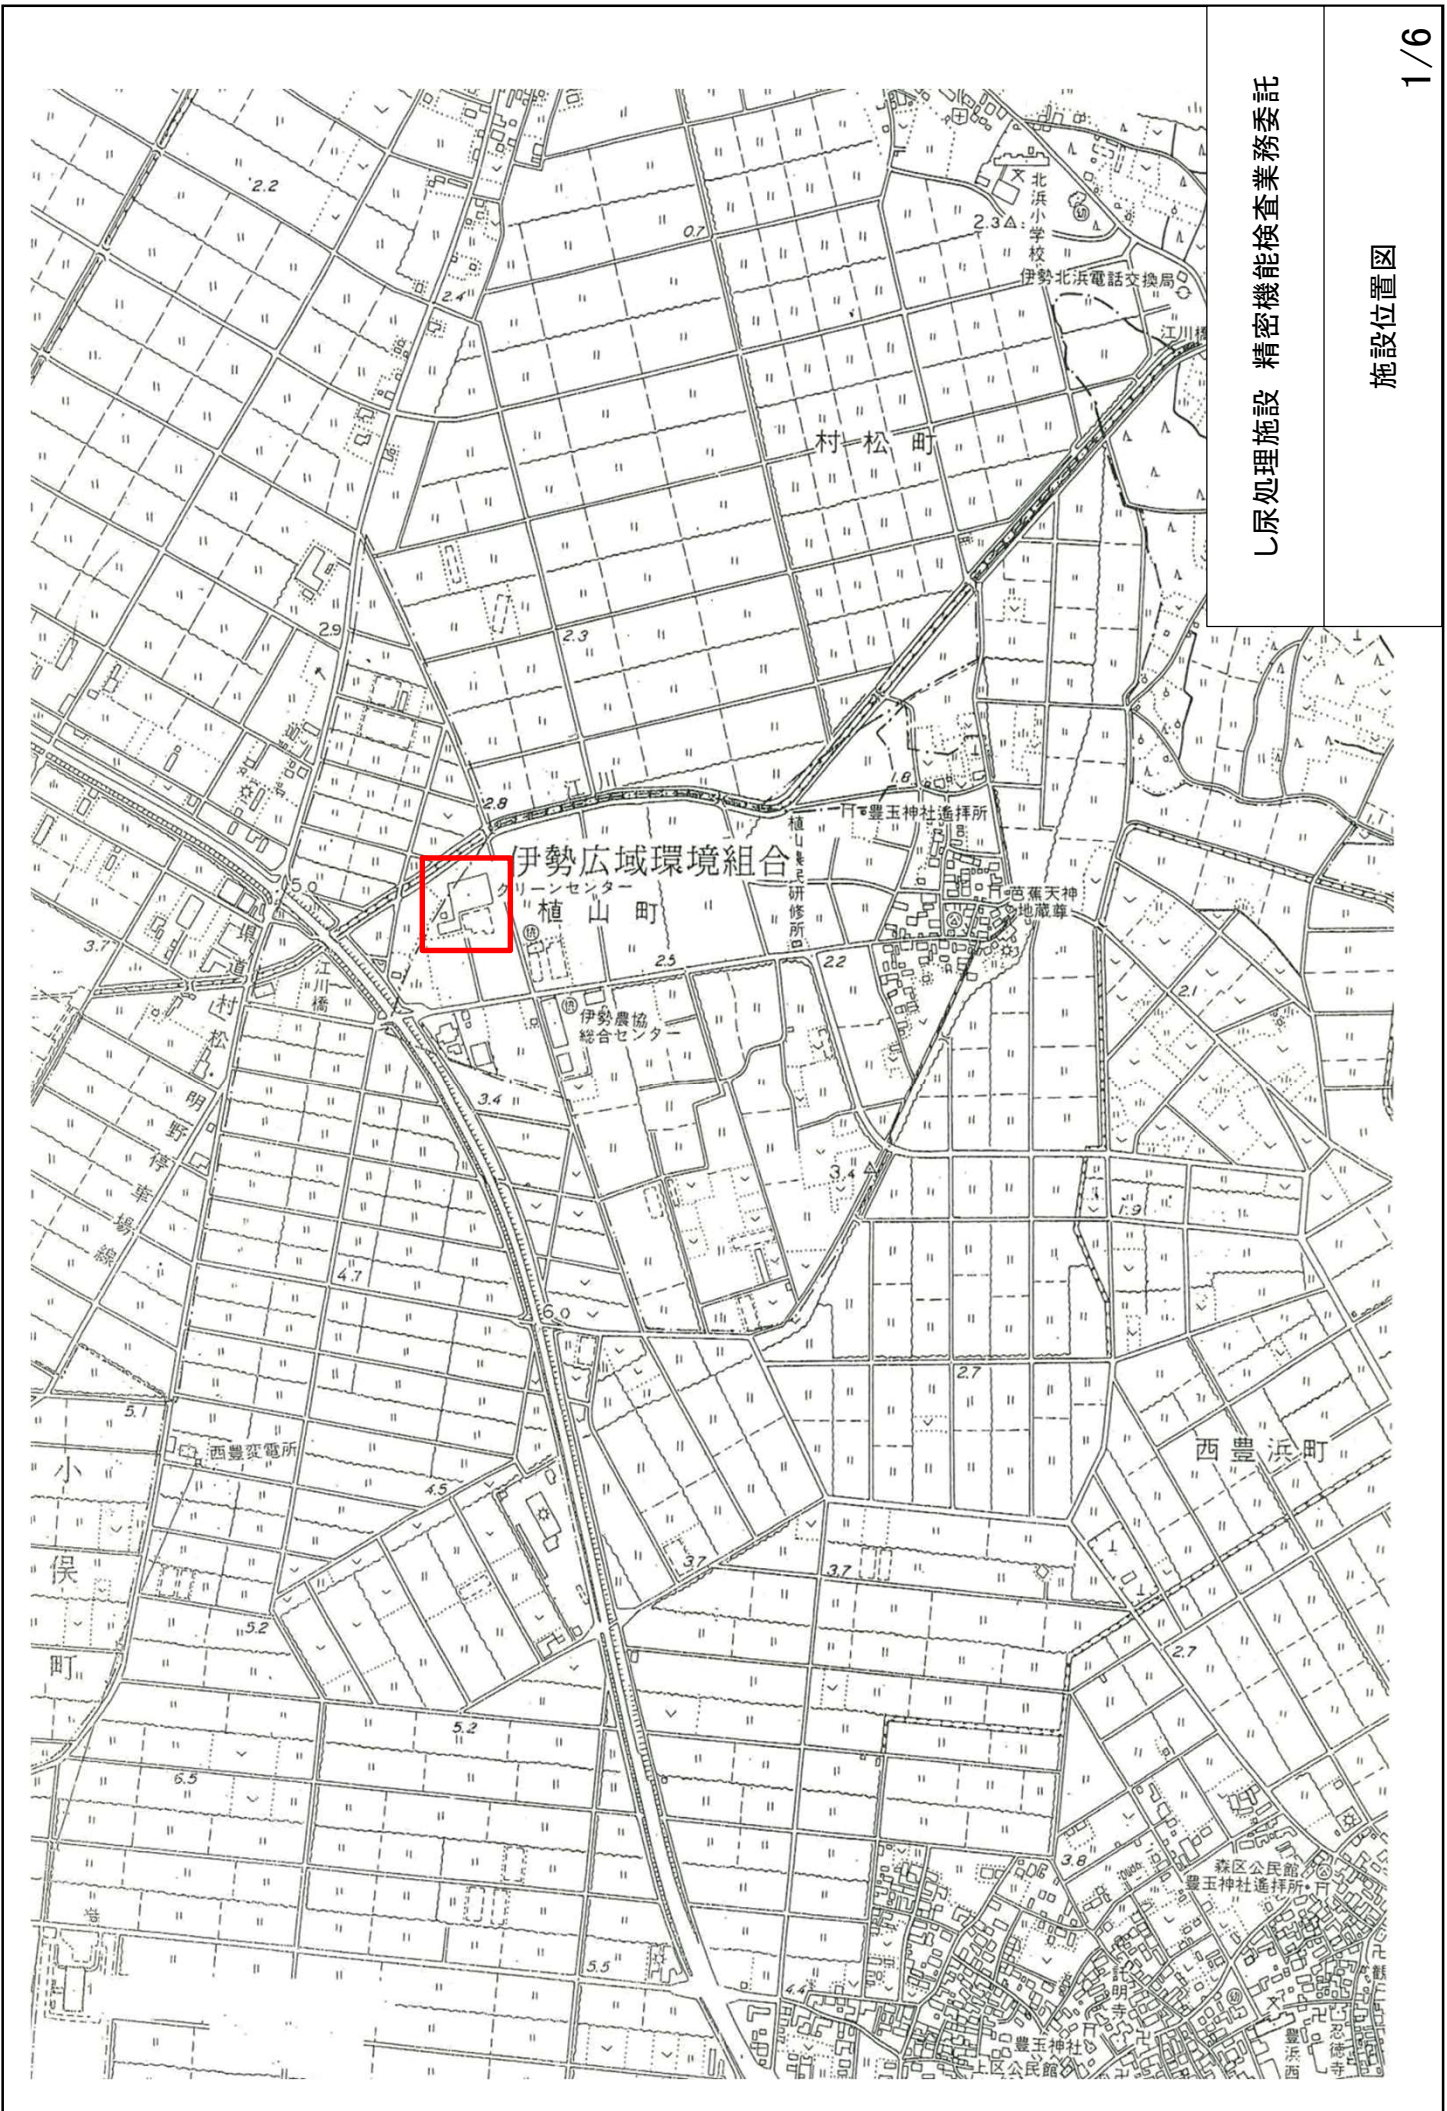 1/6
施設位置図
し尿処理施設 精密機能検査業務委託
2.2
0.7
北浜小学校
2.3
伊勢北浜電話交換局
2.4
江川橋
村松町
2.9
2.3
江川
2.8
1.8
豊玉神社遙拝所
植山農民研修所
伊勢広域環境組合
クリーンセンター
植山町
5.0
芭蕉天神
地蔵尊
3.7
県道村松明野停車場線
江川橋
2.5
2.2
2.1
伊勢農協
総合センター
3.4
3.4
1.9
4.7
6.0
2.7
5.1
西豊変電所
西豊浜町
4.5
小俣町
3.7
3.7
5.2
2.7
5.2
6.5
3.8
森区公民館
豊玉神社遙拝所
5.5
4.4
明寺
豊玉神社
上区公民館
豊浜西